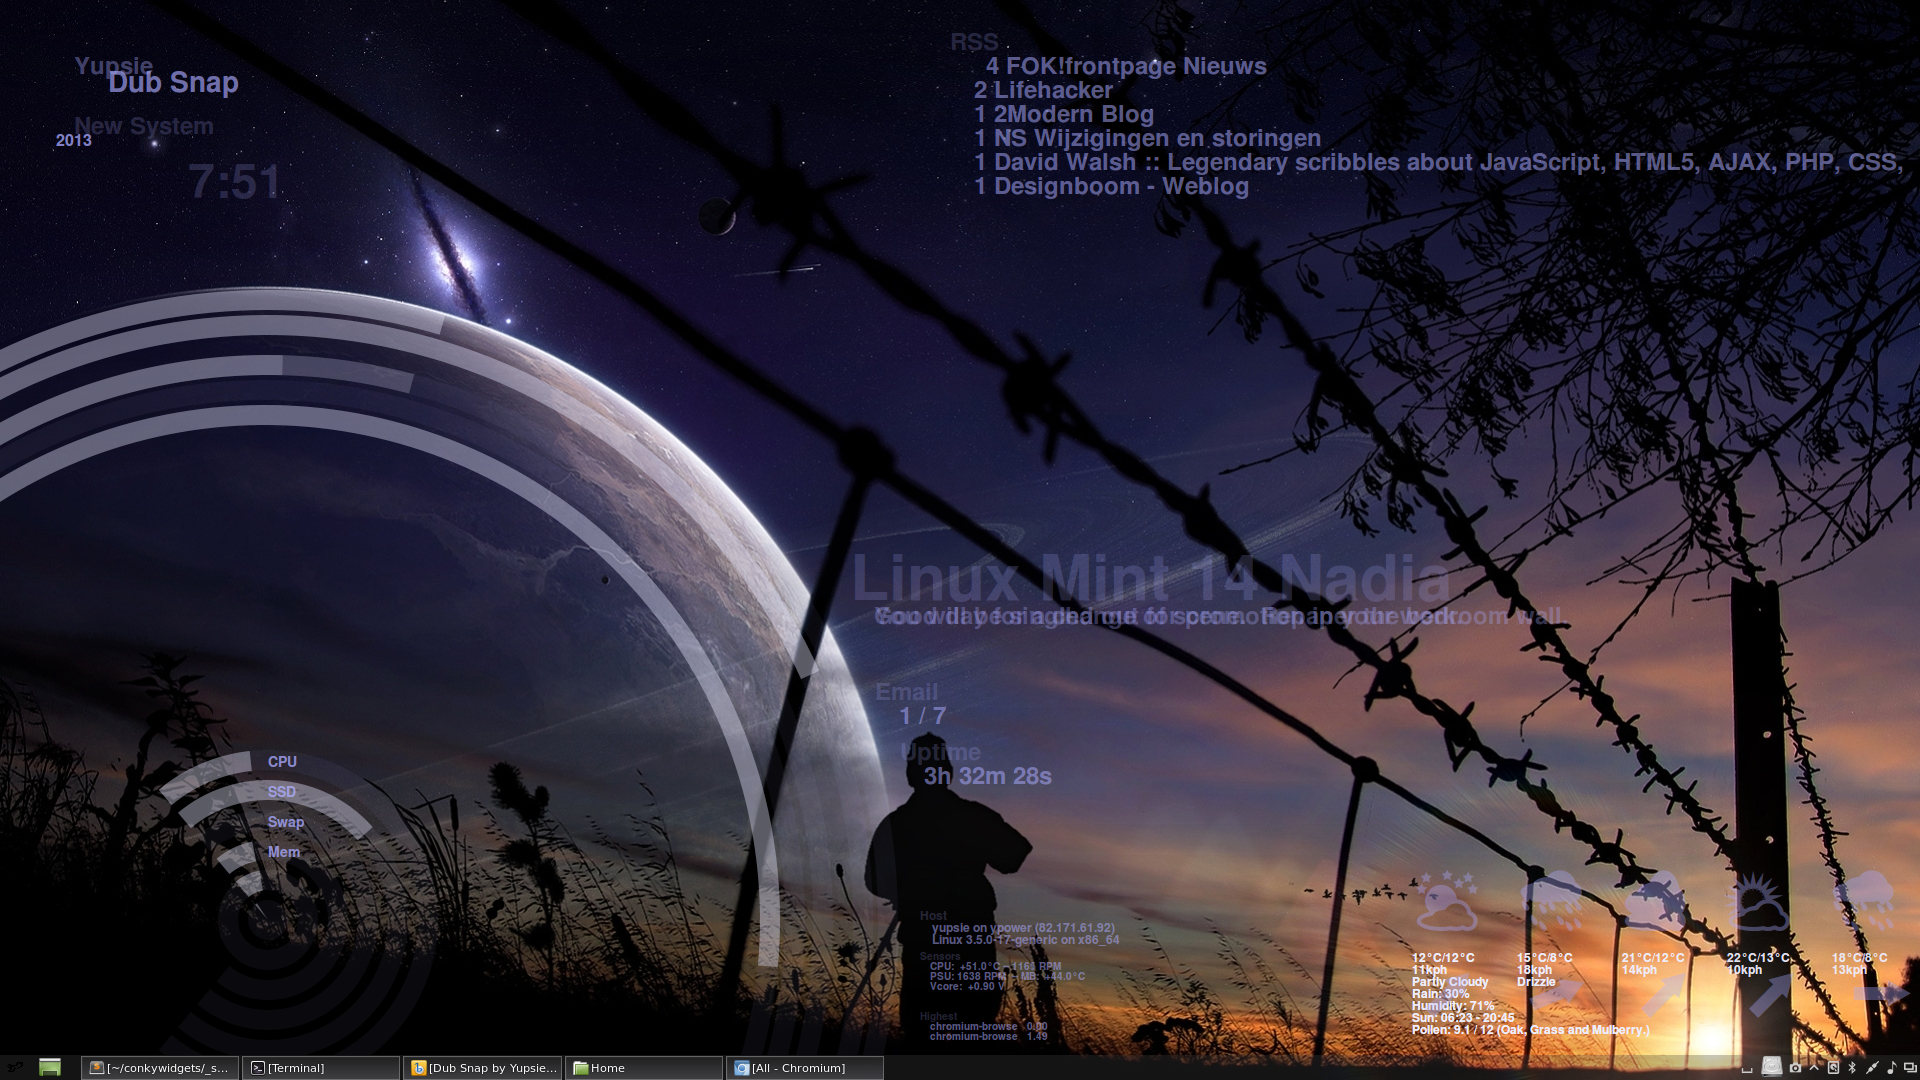 Yupsie
Dub Snap
New System
2013
7:51
RSS
4 FOK!frontpage Nieuws
2 Lifehacker
1 2Modern Blog
1 NS Wijzigingen en storingen
1 David Walsh :: Legendary scribbles about JavaScript, HTML5, AJAX, PHP, CSS,
1 Designboom - Weblog
Linux Mint 14 Nadia
Email
1 / 7
Uptime
3h 32m 28s
CPU
SSD
Swap
Mem
Host
yupsie on ypower (82.171.61.92)
Linux 3.5.0-17-generic on x86_64
Sensors
CPU: +51.0°C - 1169 RPM
PSU: 1638 RPM - MB: +44.0°C
Vcore: +0.90 V
Highest
chromium-browse 0.00
chromium-browse 1.49
12°C/12°C 15°C/8°C 21°C/12°C 22°C/13°C 18°C/8°C
11kph 18kph 14kph 10kph 13kph
Partly Cloudy Drizzle
Rain: 30%
Humidity: 71%
Sun: 06:23 - 20:45
Pollen: 9.1 / 12 (Oak, Grass and Mulberry.)
[~/conkywidgets/_s... [Terminal] [Dub Snap by Yupsie... Home [All - Chromium]